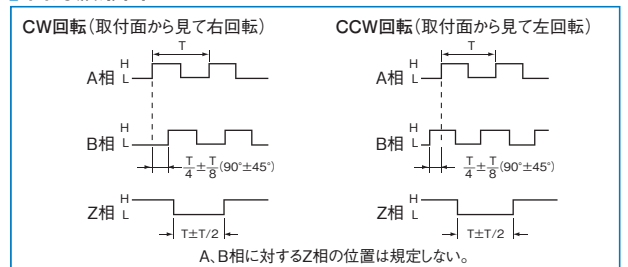 CW回転(取付面から見て右回転)
T
A相 H L
B相 H L
T/4±T/8(90°±45°)
Z相 H L
T±T/2
CCW回転(取付面から見て左回転)
T
A相 H L
B相 H L
T/4±T/8(90°±45°)
Z相 H L
T±T/2
A、B相に対するZ相の位置は規定しない。